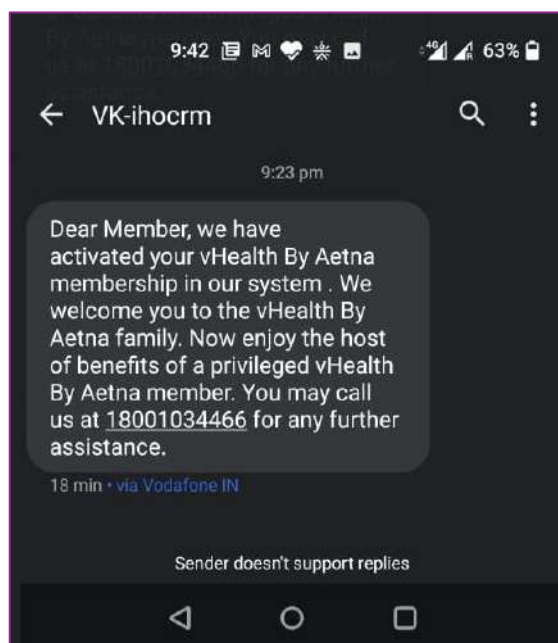 9:42 4G R 63%
VK-ihocrm
9:23 pm
Dear Member, we have
activated your vHealth By Aetna
membership in our system . We
welcome you to the vHealth By
Aetna family. Now enjoy the host
of benefits of a privileged vHealth
By Aetna member. You may call
us at 18001034466 for any further
assistance.
18 min • via Vodafone IN
Sender doesn't support replies